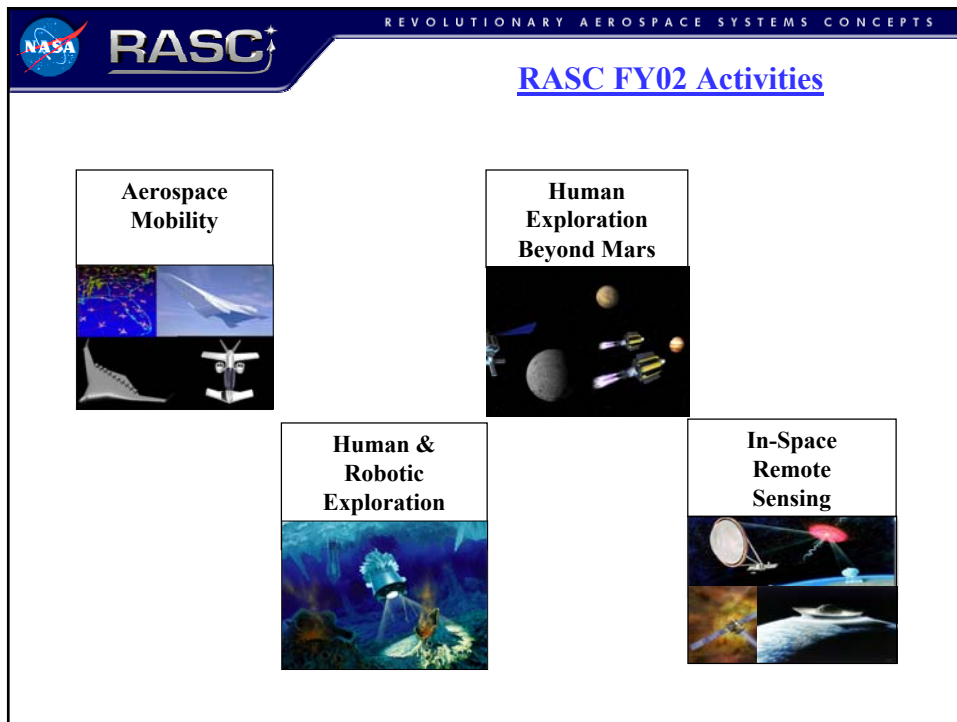 REVOLUTIONARY AEROSPACE SYSTEMS CONCEPTS
NASA
RASC
RASC FY02 Activities
Aerospace
Mobility
Human
Exploration
Beyond Mars
Human &
Robotic
Exploration
In-Space
Remote
Sensing